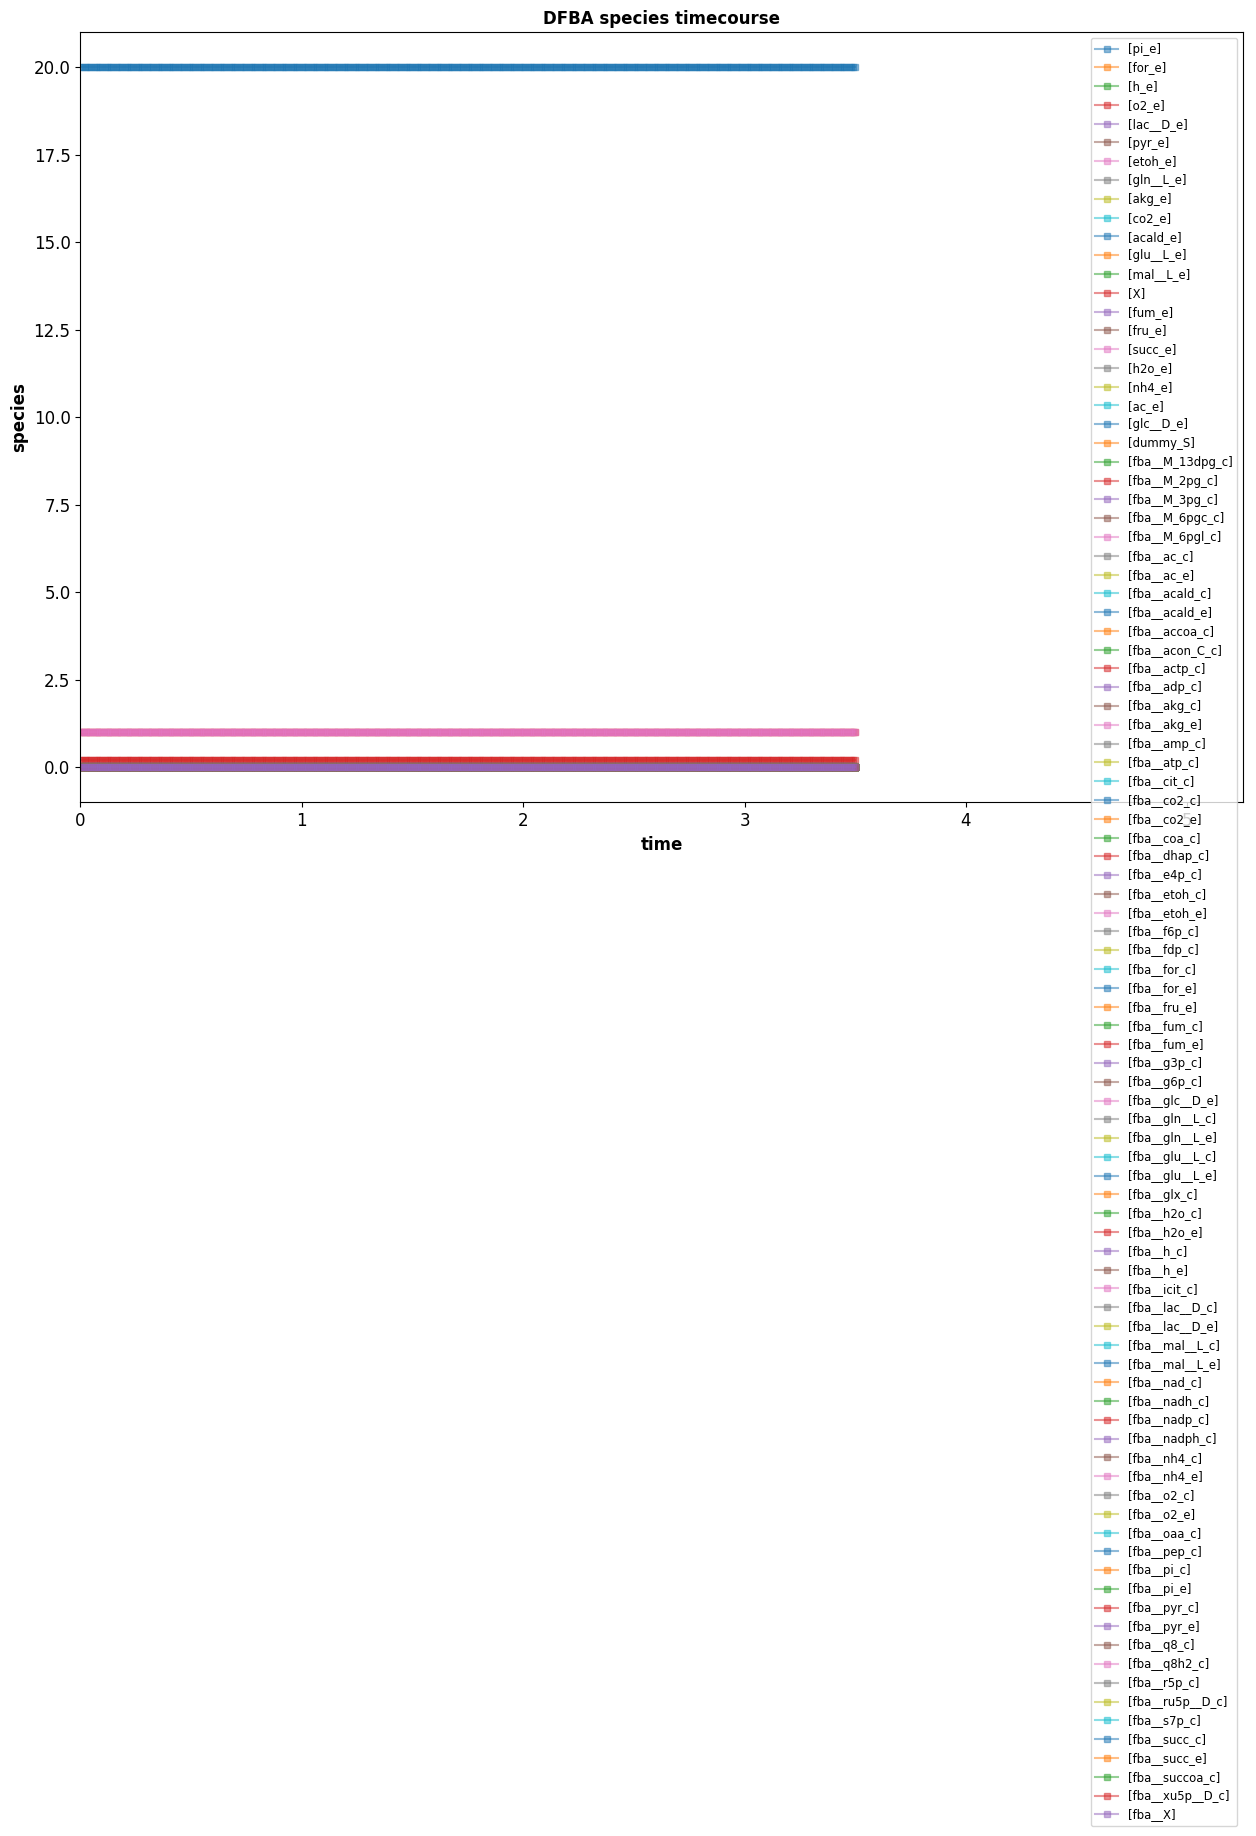 DFBA species timecourse
species
20.0
17.5
15.0
12.5
10.0
7.5
5.0
2.5
0.0
0
1
2
3
4
5
time
[pi_e]
[for_e]
[h_e]
[o2_e]
[lac__D_e]
[pyr_e]
[etoh_e]
[gln__L_e]
[akg_e]
[co2_e]
[acald_e]
[glu__L_e]
[mal__L_e]
[X]
[fum_e]
[fru_e]
[succ_e]
[h2o_e]
[nh4_e]
[ac_e]
[glc__D_e]
[dummy_S]
[fba__M_13dpg_c]
[fba__M_2pg_c]
[fba__M_3pg_c]
[fba__M_6pgc_c]
[fba__M_6pgl_c]
[fba__ac_c]
[fba__ac_e]
[fba__acald_c]
[fba__acald_e]
[fba__accoa_c]
[fba__acon_C_c]
[fba__actp_c]
[fba__adp_c]
[fba__akg_c]
[fba__akg_e]
[fba__amp_c]
[fba__atp_c]
[fba__cit_c]
[fba__co2_c]
[fba__co2_e]
[fba__coa_c]
[fba__dhap_c]
[fba__e4p_c]
[fba__etoh_c]
[fba__etoh_e]
[fba__f6p_c]
[fba__fdp_c]
[fba__for_c]
[fba__for_e]
[fba__fru_e]
[fba__fum_c]
[fba__fum_e]
[fba__g3p_c]
[fba__g6p_c]
[fba__glc__D_e]
[fba__gln__L_c]
[fba__gln__L_e]
[fba__glu__L_c]
[fba__glu__L_e]
[fba__glx_c]
[fba__h2o_c]
[fba__h2o_e]
[fba__h_c]
[fba__h_e]
[fba__icit_c]
[fba__lac__D_c]
[fba__lac__D_e]
[fba__mal__L_c]
[fba__mal__L_e]
[fba__nad_c]
[fba__nadh_c]
[fba__nadp_c]
[fba__nadph_c]
[fba__nh4_c]
[fba__nh4_e]
[fba__o2_c]
[fba__o2_e]
[fba__oaa_c]
[fba__pep_c]
[fba__pi_c]
[fba__pi_e]
[fba__pyr_c]
[fba__pyr_e]
[fba__q8_c]
[fba__q8h2_c]
[fba__r5p_c]
[fba__ru5p__D_c]
[fba__s7p_c]
[fba__succ_c]
[fba__succ_e]
[fba__succoa_c]
[fba__xu5p__D_c]
[fba__X]